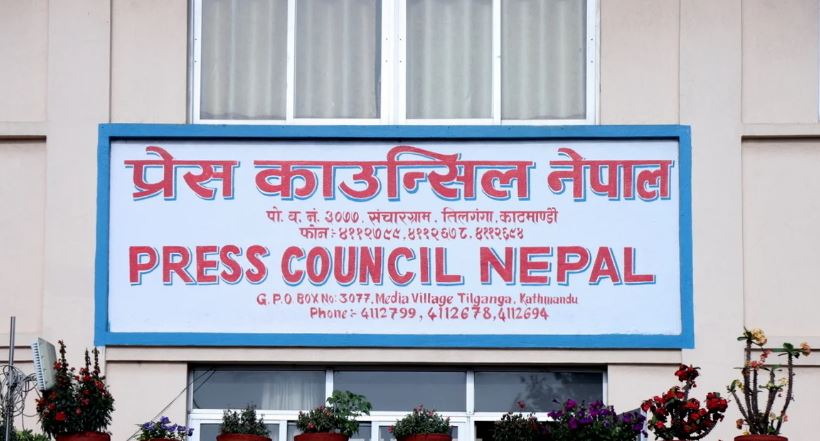 प्रेस काउन्सिल नेपाल
पो. व. नं. ३०७७. संचारग्राम . तिलगंगा. काठमाण्डौ
फोन :- ४११२७९९ .४११२६७८. ४११२६९४
PRESS COUNCIL NEPAL
G.P.O BOX No: 3077, Media Village Tilganga, Kathmandu
Phone:- 4112799, 4112678,4112694